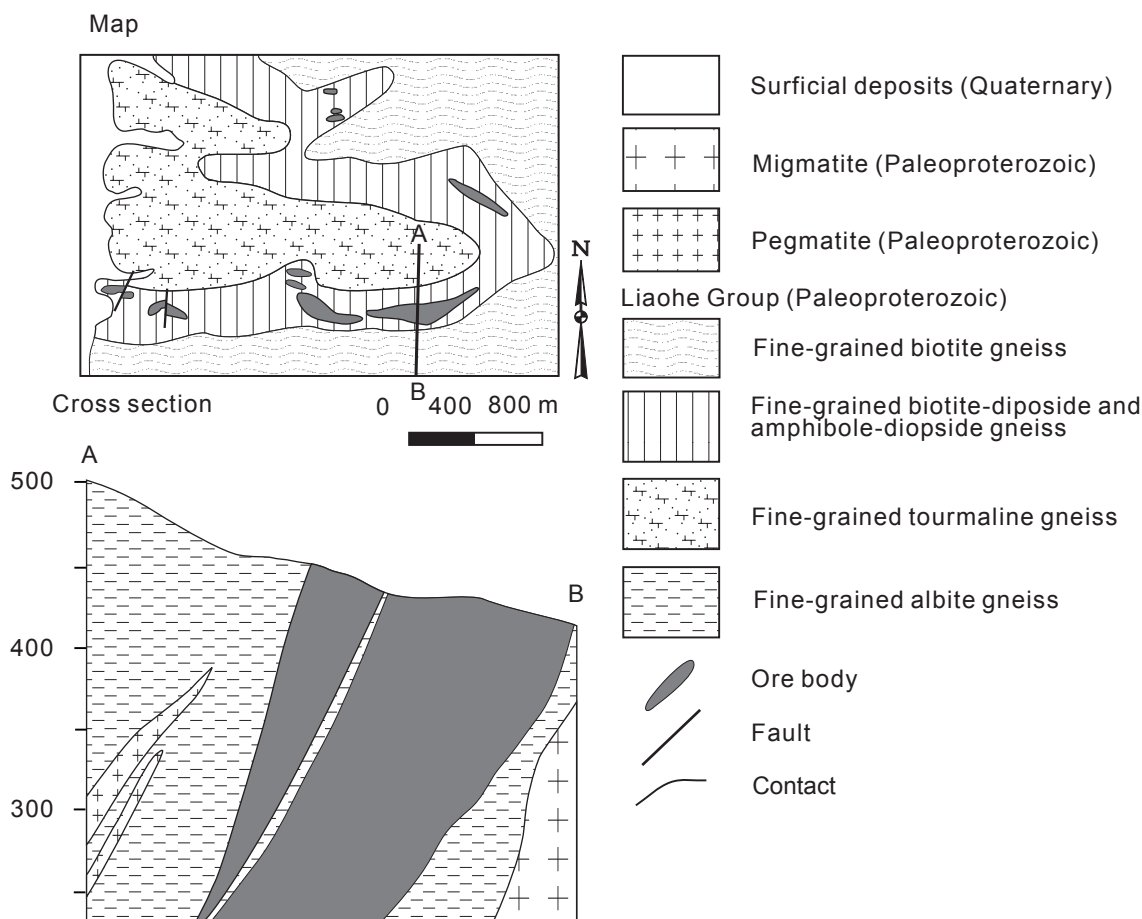 Map
A
B
N
0 400 800 m
Cross section
A
B
500
400
300
Surficial deposits (Quaternary)
Migmatite (Paleoproterozoic)
Pegmatite (Paleoproterozoic)
Liaohe Group (Paleoproterozoic)
Fine-grained biotite gneiss
Fine-grained biotite-diposide and
amphibole-diopside gneiss
Fine-grained tourmaline gneiss
Fine-grained albite gneiss
Ore body
Fault
Contact